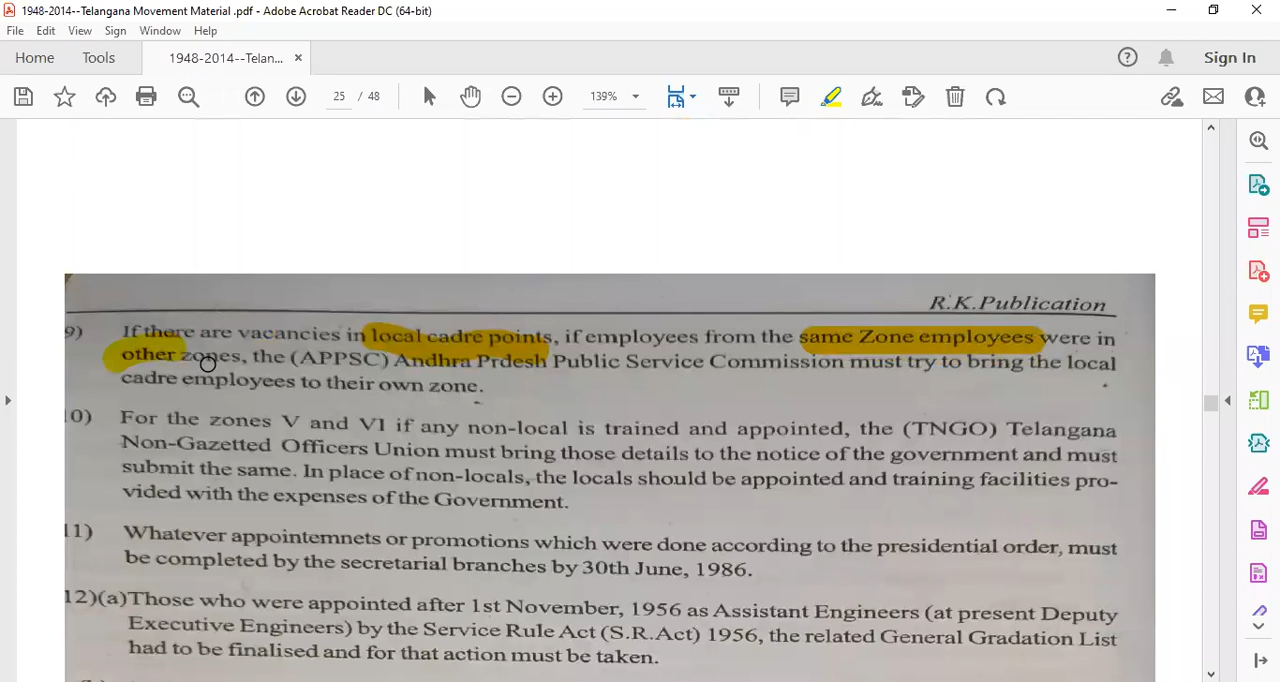 1948-2014--Telangana Movement Material .pdf - Adobe Acrobat Reader DC (64-bit)
File Edit View Sign Window Help
Home Tools 1948-2014--Telan... × Sign In
25 / 48 139%
R.K.Publication
9) If there are vacancies in local cadre points, if employees from the same Zone employees were in
other zones, the (APPSC) Andhra Prdesh Public Service Commission must try to bring the local
cadre employees to their own zone.
10) For the zones V and VI if any non-local is trained and appointed, the (TNGO) Telangana
Non-Gazetted Officers Union must bring those details to the notice of the government and must
submit the same. In place of non-locals, the locals should be appointed and training facilities pro-
vided with the expenses of the Government.
11) Whatever appointemnets or promotions which were done according to the presidential order, must
be completed by the secretarial branches by 30th June, 1986.
12)(a)Those who were appointed after 1st November, 1956 as Assistant Engineers (at present Deputy
Executive Engineers) by the Service Rule Act (S.R.Act) 1956, the related General Gradation List
had to be finalised and for that action must be taken.